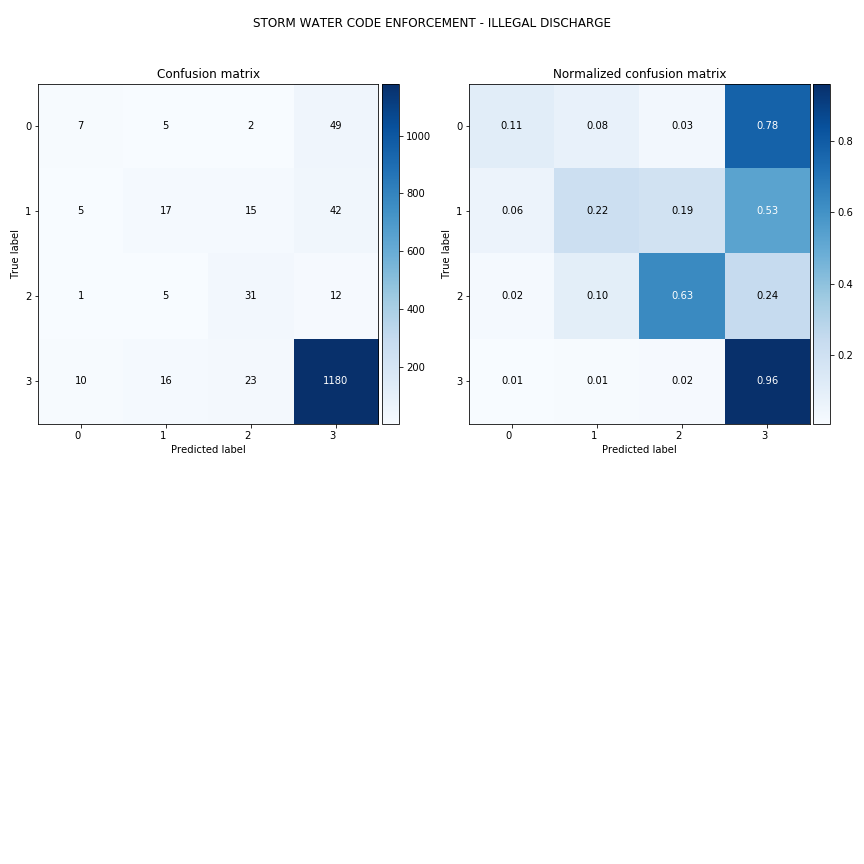 STORM WATER CODE ENFORCEMENT - ILLEGAL DISCHARGE
Confusion matrix
0 7 5 2 49
1 5 17 15 42
2 1 5 31 12
3 10 16 23 1180
0 1 2 3
True label
Predicted label
1000
800
600
400
200
Normalized confusion matrix
0 0.11 0.08 0.03 0.78
1 0.06 0.22 0.19 0.53
2 0.02 0.10 0.63 0.24
3 0.01 0.01 0.02 0.96
0 1 2 3
True label
Predicted label
0.8
0.6
0.4
0.2